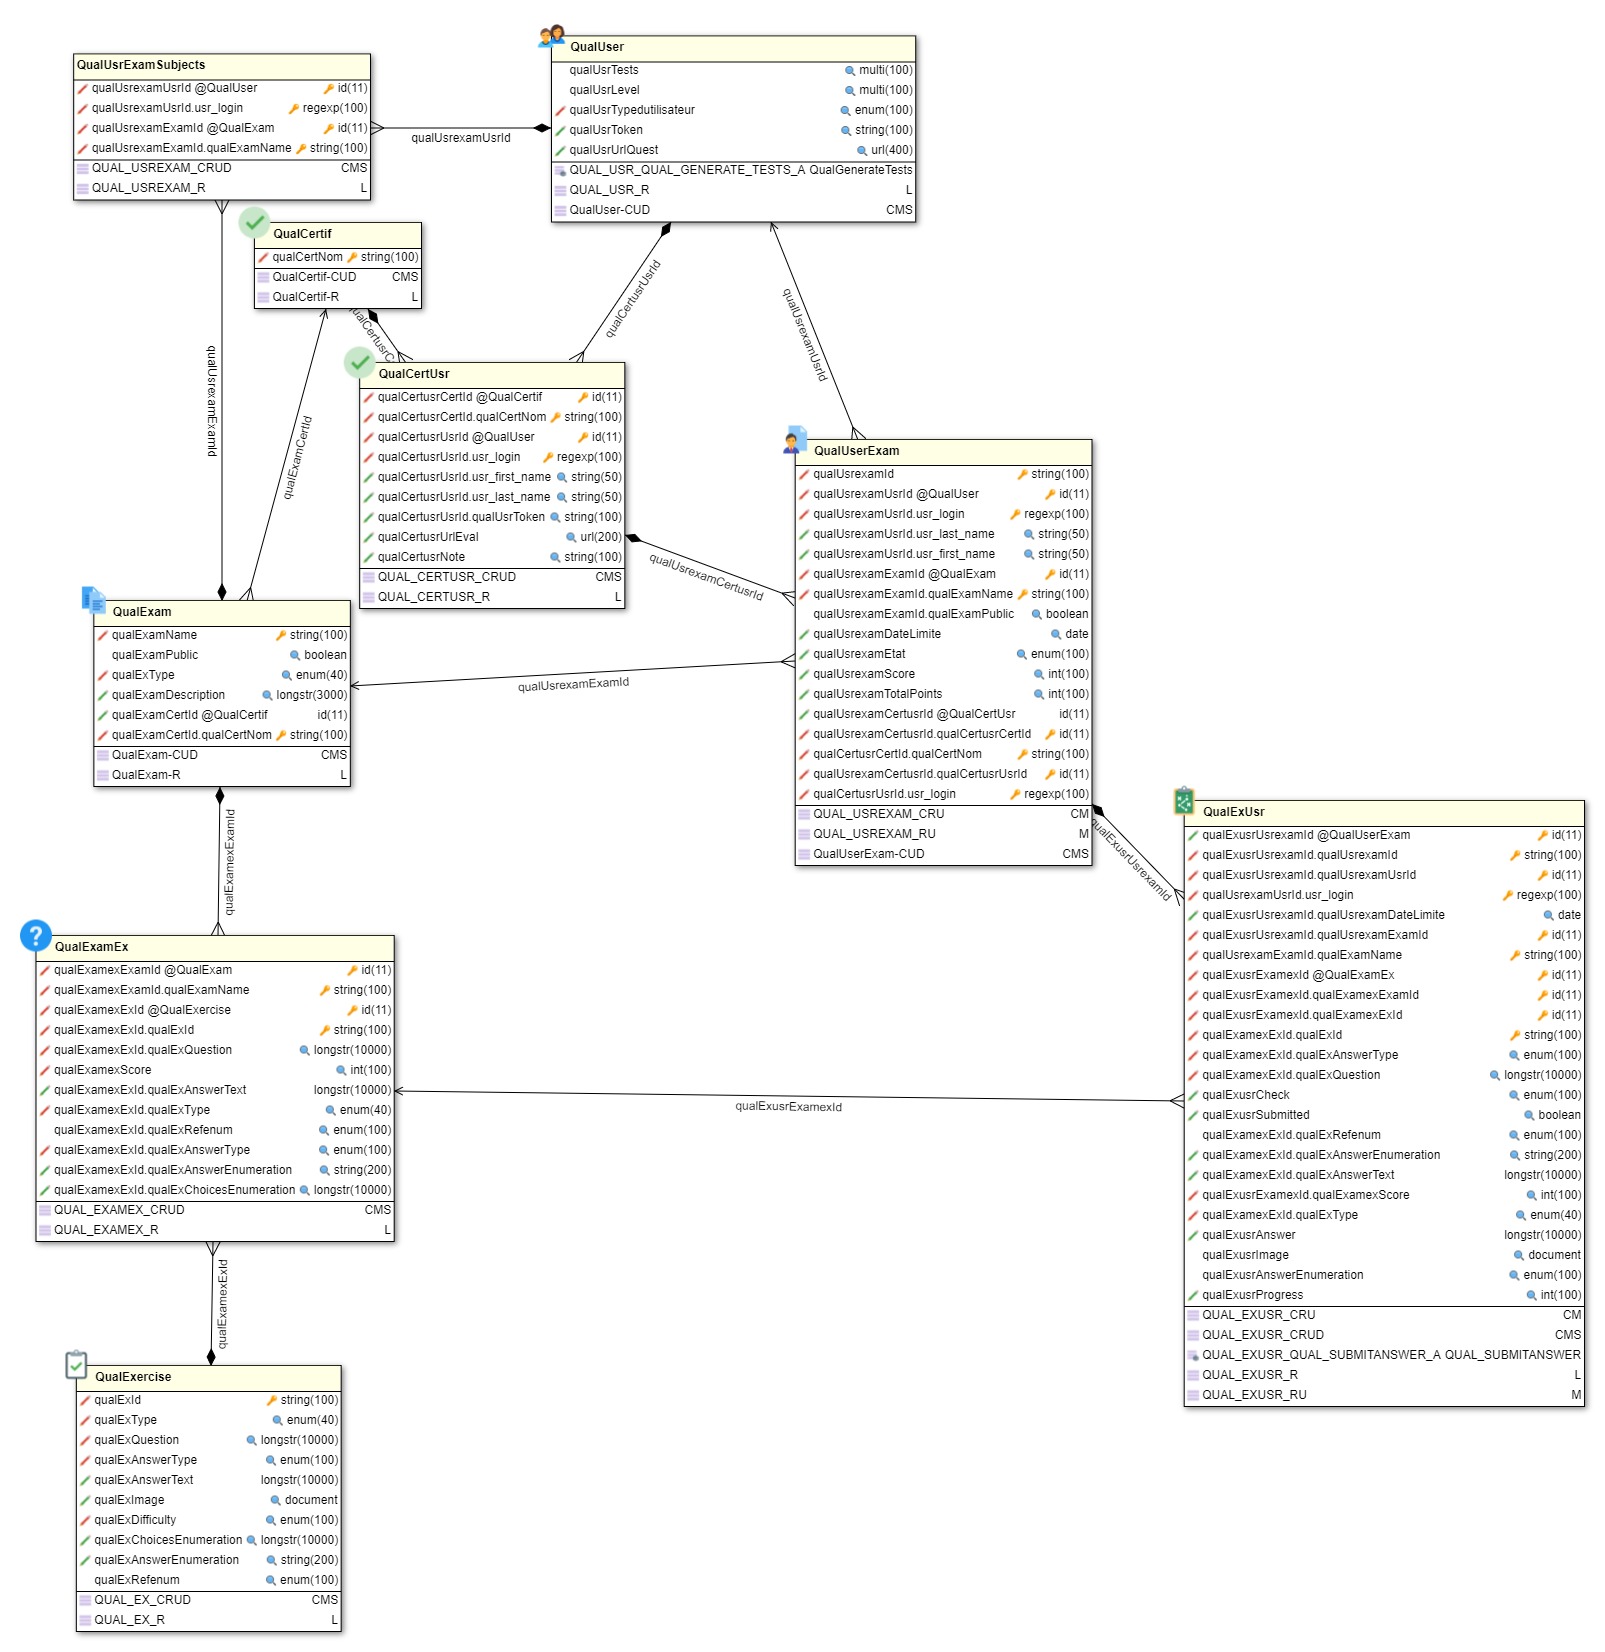 QualUsrExamSubjects
qualUsrexamUsrId @QualUser id(11)
qualUsrexamUsrId.usr_login regexp(100)
qualUsrexamExamId @QualExam id(11)
qualUsrexamExamId.qualExamName string(100)
QUAL_USREXAM_CRUD CMS
QUAL_USREXAM_R L
qualUsrexamUsrId
QualUser
qualUsrTests multi(100)
qualUsrLevel multi(100)
qualUsrTypedutilisateur enum(100)
qualUsrToken string(100)
qualUsrUrlQuest url(400)
QUAL_USR_QUAL_GENERATE_TESTS_A QualGenerateTests
QUAL_USR_R L
QualUser-CUD CMS
QualCertif
qualCertNom string(100)
QualCertif-CUD CMS
QualCertif-R L
qualCertusrUsrId
qualUsrexamUsrId
qualUsrexamExamId
qualExamCertId
QualCertUsr
qualCertusrCertId @QualCertif id(11)
qualCertusrCertId.qualCertNom string(100)
qualCertusrUsrId @QualUser id(11)
qualCertusrUsrId.usr_login regexp(100)
qualCertusrUsrId.usr_first_name string(50)
qualCertusrUsrId.usr_last_name string(50)
qualCertusrUsrId.qualUsrToken string(100)
qualCertusrUrlEval url(200)
qualCertusrNote string(100)
QUAL_CERTUSR_CRUD CMS
QUAL_CERTUSR_R L
qualUsrexamCertusrId
QualUserExam
qualUsrexamId string(100)
qualUsrexamUsrId @QualUser id(11)
qualUsrexamUsrId.usr_login regexp(100)
qualUsrexamUsrId.usr_last_name string(50)
qualUsrexamUsrId.usr_first_name string(50)
qualUsrexamExamId @QualExam id(11)
qualUsrexamExamId.qualExamName string(100)
qualUsrexamExamId.qualExamPublic boolean
qualUsrexamDateLimite date
qualUsrexamEtat enum(100)
qualUsrexamScore int(100)
qualUsrexamTotalPoints int(100)
qualUsrexamCertusrId @QualCertUsr id(11)
qualUsrexamCertusrId.qualCertusrCertId id(11)
qualCertusrCertId.qualCertNom string(100)
qualUsrexamCertusrId.qualCertusrUsrId id(11)
qualCertusrUsrId.usr_login regexp(100)
QUAL_USREXAM_CRU CM
QUAL_USREXAM_RU M
QualUserExam-CUD CMS
QualExam
qualExamName string(100)
qualExamPublic boolean
qualExType enum(40)
qualExamDescription longstr(3000)
qualExamCertId @QualCertif id(11)
qualExamCertId.qualCertNom string(100)
QualExam-CUD CMS
QualExam-R L
qualUsrexamExamId
qualExamexExamId
qualExusrUsrexamId
QualExUsr
qualExusrUsrexamId @QualUserExam id(11)
qualExusrUsrexamId.qualUsrexamId string(100)
qualExusrUsrexamId.qualUsrexamUsrId id(11)
qualUsrexamUsrId.usr_login regexp(100)
qualExusrUsrexamId.qualUsrexamDateLimite date
qualExusrUsrexamId.qualUsrexamExamId id(11)
qualUsrexamExamId.qualExamName string(100)
qualExusrExamexId @QualExamEx id(11)
qualExusrExamexId.qualExamexExamId id(11)
qualExusrExamexId.qualExamexExId id(11)
qualExamexExId.qualExId string(100)
qualExamexExId.qualExAnswerType enum(100)
qualExamexExId.qualExQuestion longstr(10000)
qualExusrCheck enum(100)
qualExusrSubmitted boolean
qualExamexExId.qualExRefenum enum(100)
qualExamexExId.qualExAnswerEnumeration string(200)
qualExamexExId.qualExAnswerText longstr(10000)
qualExusrExamexId.qualExamexScore int(100)
qualExamexExId.qualExType enum(40)
qualExusrAnswer longstr(10000)
qualExusrImage document
qualExusrAnswerEnumeration enum(100)
qualExusrProgress int(100)
QUAL_EXUSR_CRU CM
QUAL_EXUSR_CRUD CMS
QUAL_EXUSR_QUAL_SUBMITANSWER_A QUAL_SUBMITANSWER
QUAL_EXUSR_R L
QUAL_EXUSR_RU M
QualExamEx
qualExamexExamId @QualExam id(11)
qualExamexExamId.qualExamName string(100)
qualExamexExId @QualExercise id(11)
qualExamexExId.qualExId string(100)
qualExamexExId.qualExQuestion longstr(10000)
qualExamexScore int(100)
qualExamexExId.qualExAnswerText longstr(10000)
qualExamexExId.qualExType enum(40)
qualExamexExId.qualExRefenum enum(100)
qualExamexExId.qualExAnswerType enum(100)
qualExamexExId.qualExAnswerEnumeration string(200)
qualExamexExId.qualExChoicesEnumeration longstr(10000)
QUAL_EXAMEX_CRUD CMS
QUAL_EXAMEX_R L
qualExusrExamexId
qualExamexExId
QualExercise
qualExId string(100)
qualExType enum(40)
qualExQuestion longstr(10000)
qualExAnswerType enum(100)
qualExAnswerText longstr(10000)
qualExImage document
qualExDifficulty enum(100)
qualExChoicesEnumeration longstr(10000)
qualExAnswerEnumeration string(200)
qualExRefenum enum(100)
QUAL_EX_CRUD CMS
QUAL_EX_R L